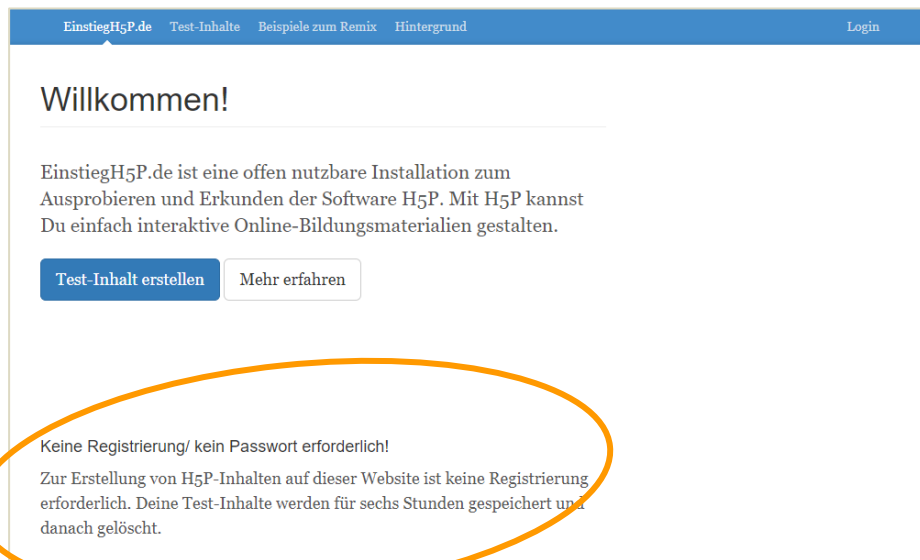 EinstiegH5P.de Test-Inhalte Beispiele zum Remix Hintergrund Login
Willkommen!
EinstiegH5P.de ist eine offen nutzbare Installation zum
Ausprobieren und Erkunden der Software H5P. Mit H5P kannst
Du einfach interaktive Online-Bildungsmaterialien gestalten.
Test-Inhalt erstellen Mehr erfahren
Keine Registrierung/ kein Passwort erforderlich!
Zur Erstellung von H5P-Inhalten auf dieser Website ist keine Registrierung
erforderlich. Deine Test-Inhalte werden für sechs Stunden gespeichert und
danach gelöscht.